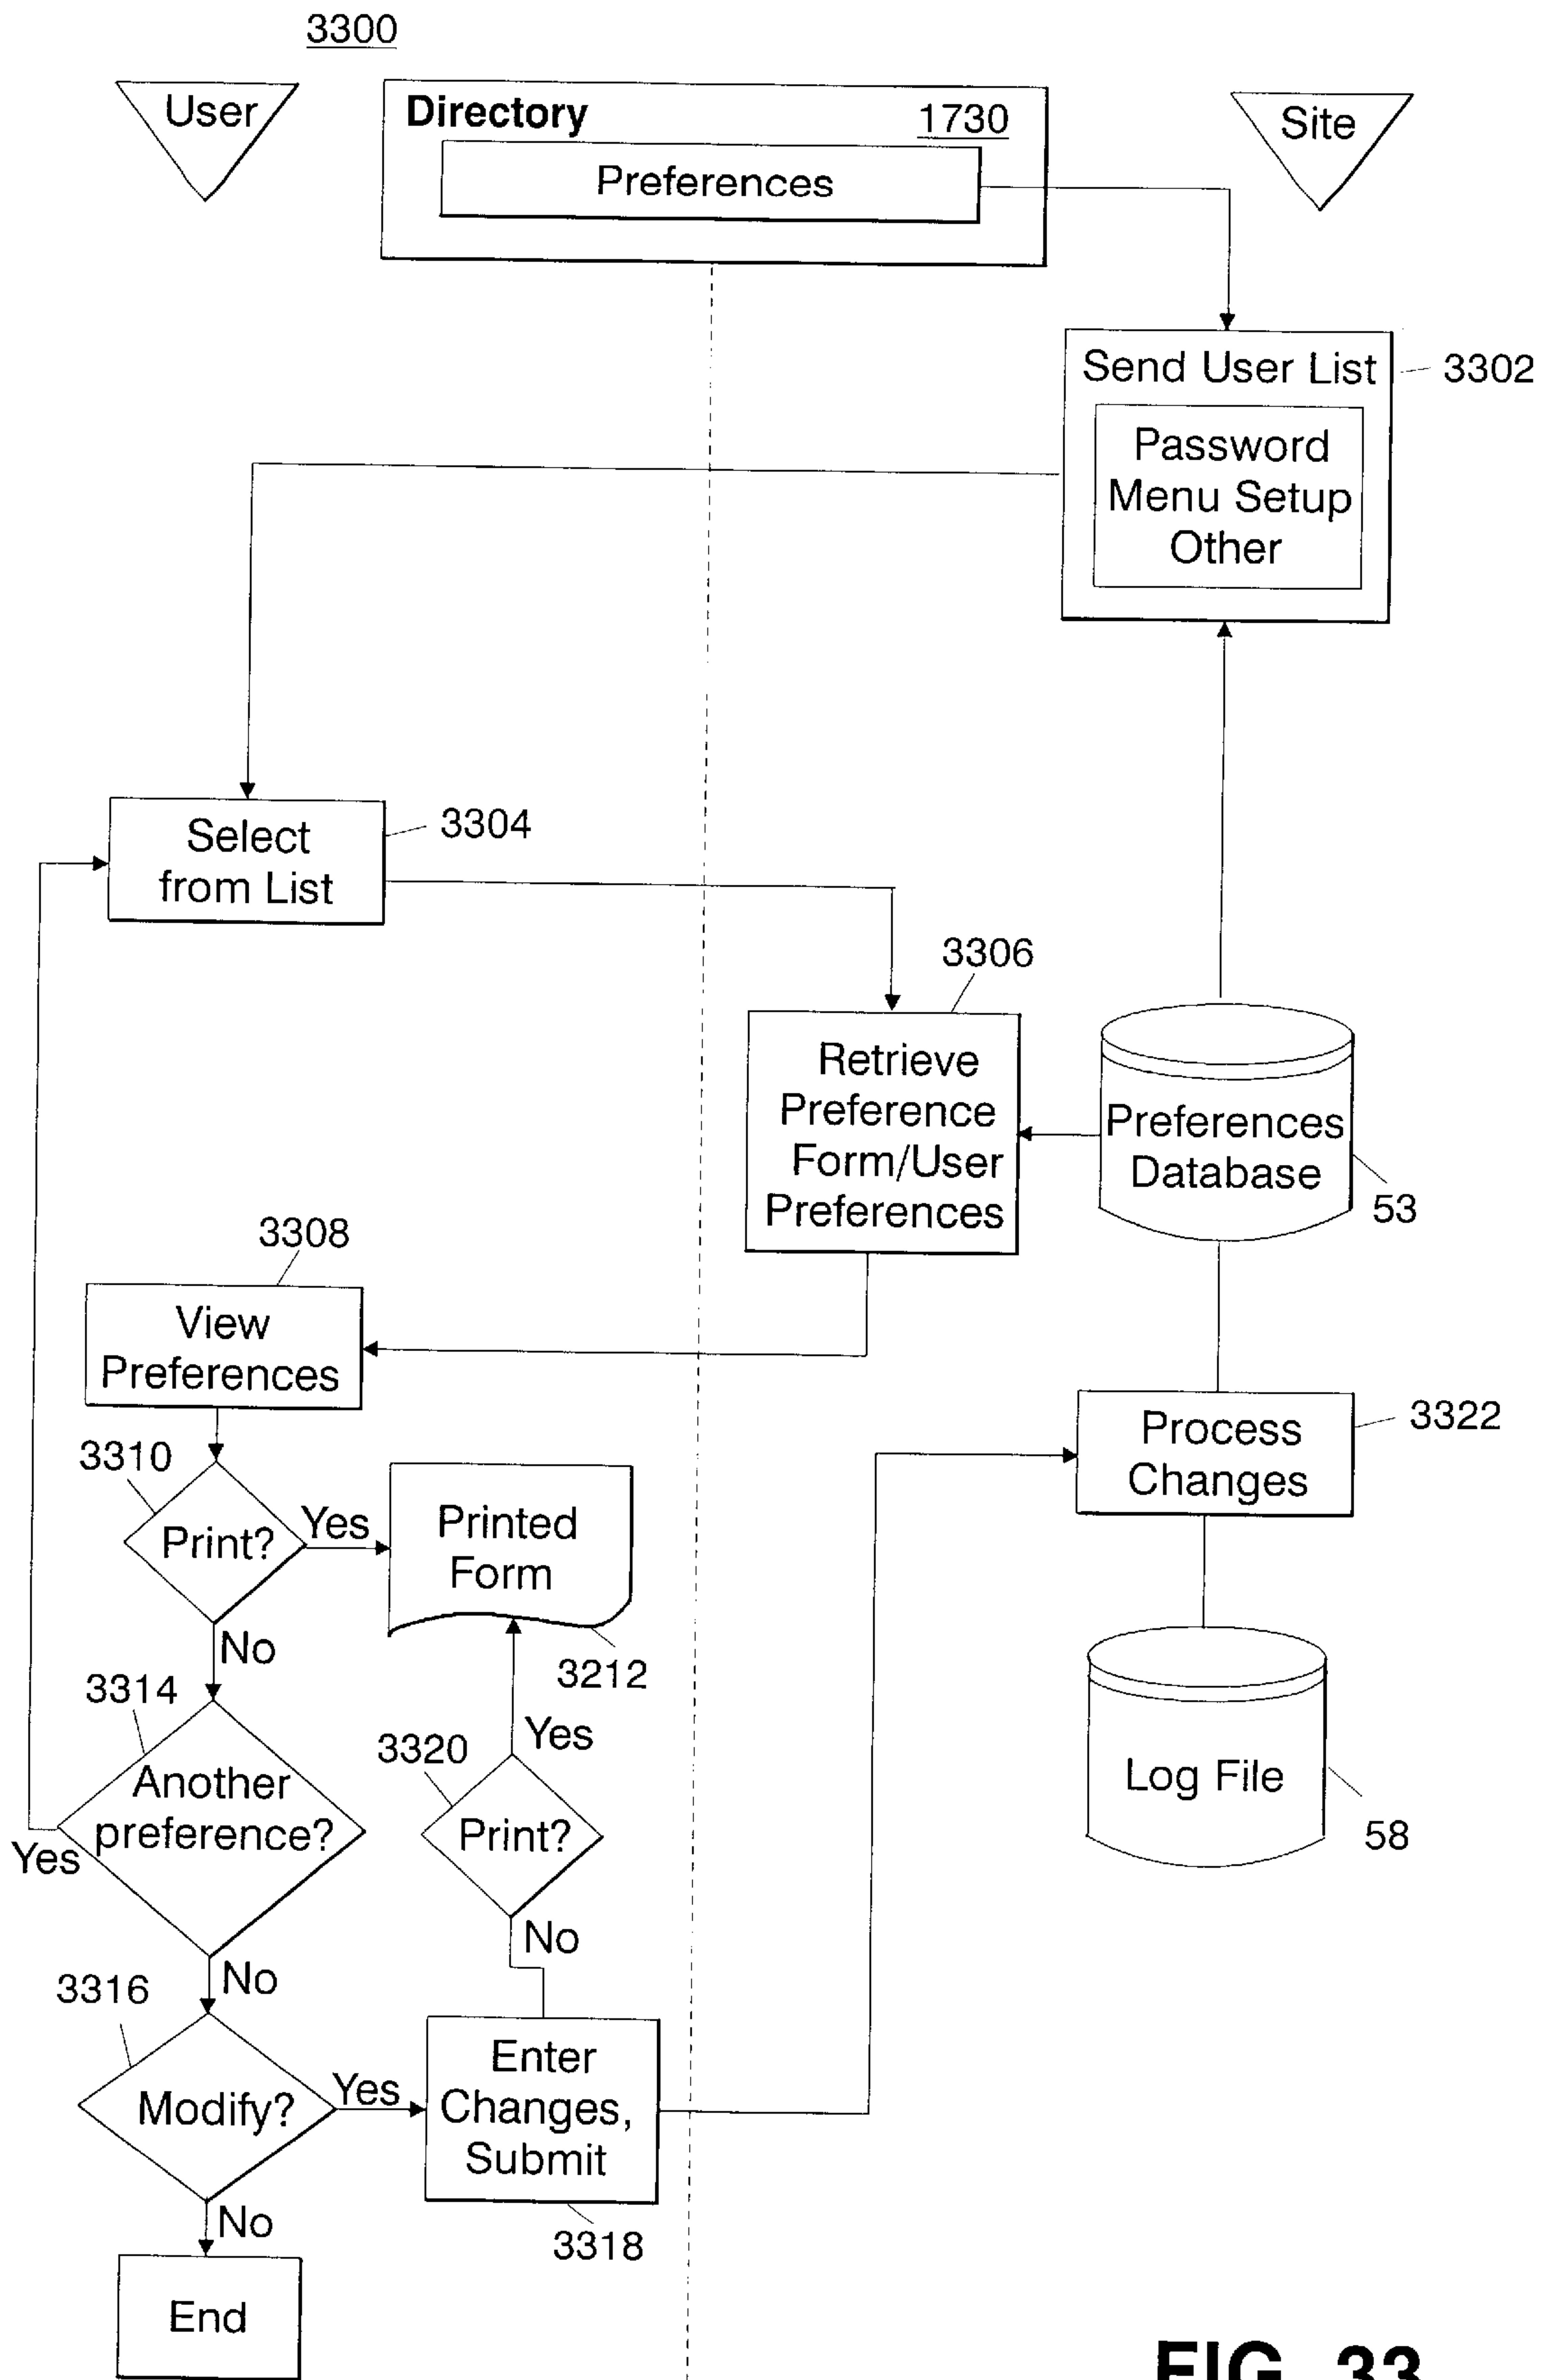 3300
User
Directory
1730
Preferences
Site
Send User List
3302
Password
Menu Setup
Other
Select
from List
3304
3306
Retrieve
Preference
Form/User
Preferences
Preferences
Database
53
3308
View
Preferences
3310
Print?
Yes
No
Printed
Form
3212
Process
Changes
3322
3314
Another
preference?
Yes
No
3320
Print?
Yes
No
Log File
58
3316
Modify?
Yes
No
Enter
Changes,
Submit
3318
End
FIG. 33